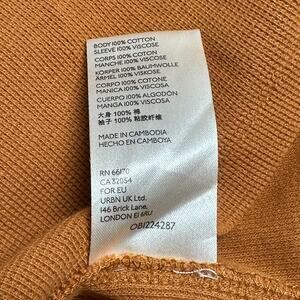 BODY 100% COTTON
SLEEVE 100% VISCOSE
CORPS 100% COTON
MANCHE 100% VISCOSE
KÖRPER 100% BAUMWOLLE
ÄRMEL 100% VISKOSE
CORPO 100% COTONE
MANICA 100% VISCOSA
CUERPO 100% ALGODÓN
MANGA 100% VISCOSA
大身 100% 棉
袖子 100% 粘胶纤维
MADE IN CAMBODIA
HECHO EN CAMBOYA
RN 66170
CA 32054
FOR EU
URBN UK Ltd.
146 Brick Lane,
LONDON E1 6RU
OBI224287